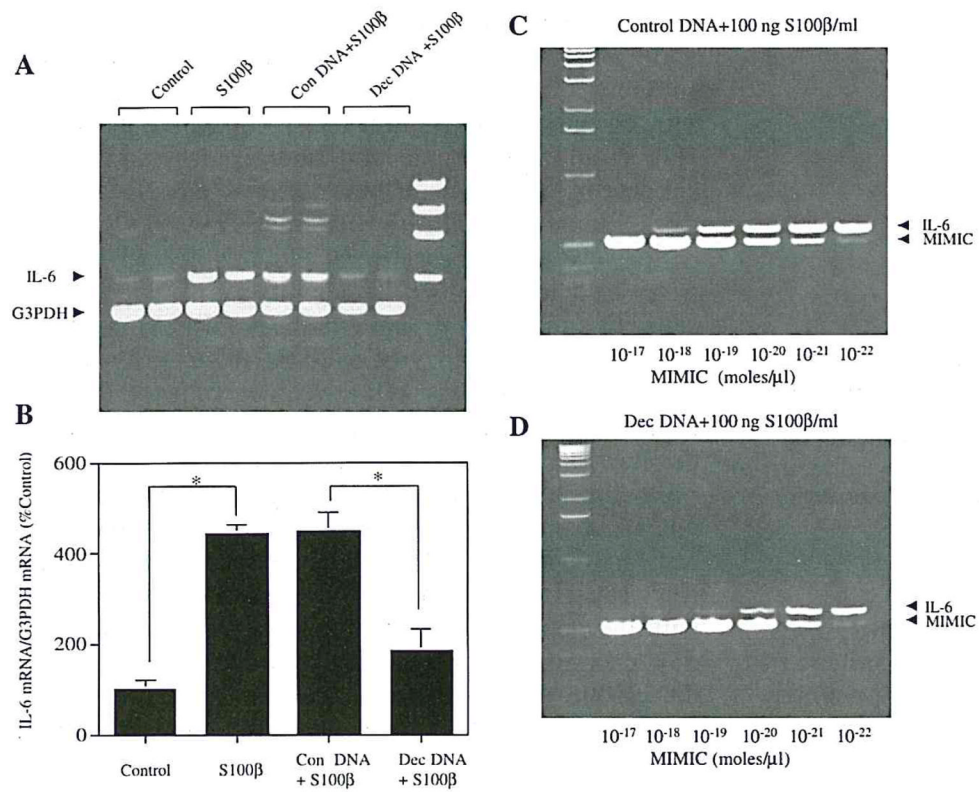 A
Control
S100β
Con DNA+S100β
Dec DNA +S100β
IL-6
G3PDH
B
IL-6 mRNA/G3PDH mRNA (%Control)
600
400
200
0
*
*
Control
S100β
Con DNA
+ S100β
Dec DNA
+ S100β
C
Control DNA+100 ng S100β/ml
IL-6
MIMIC
10⁻¹⁷ 10⁻¹⁸ 10⁻¹⁹ 10⁻²⁰ 10⁻²¹ 10⁻²²
MIMIC (moles/μl)
D
Dec DNA+100 ng S100β/ml
IL-6
MIMIC
10⁻¹⁷ 10⁻¹⁸ 10⁻¹⁹ 10⁻²⁰ 10⁻²¹ 10⁻²²
MIMIC (moles/μl)